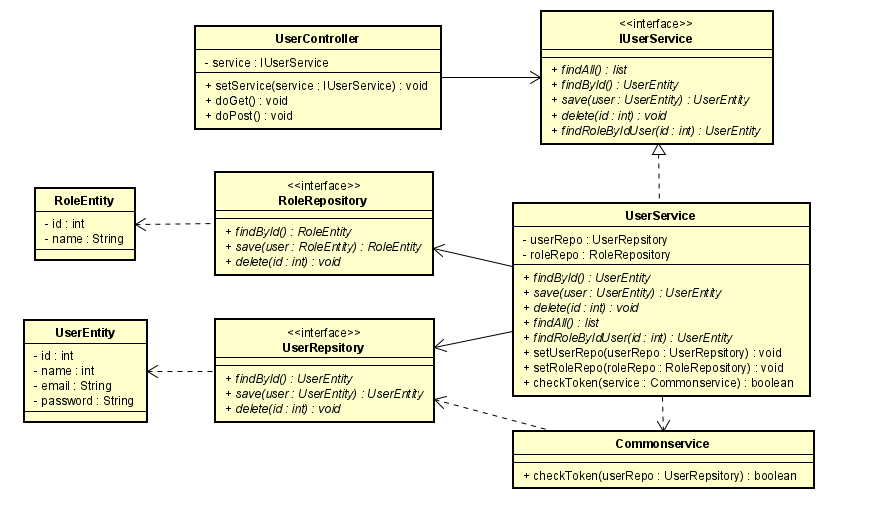 UserController
- service : IUserService
+ setService(service : IUserService) : void
+ doGet() : void
+ doPost() : void
<<interface>>
IUserService
+ findAll() : list
+ findById() : UserEntity
+ save(user : UserEntity) : UserEntity
+ delete(id : int) : void
+ findRoleByIdUser(id : int) : UserEntity
RoleEntity
- id : int
- name : String
<<interface>>
RoleRepository
+ findById() : RoleEntity
+ save(user : RoleEntity) : RoleEntity
+ delete(id : int) : void
UserService
- userRepo : UserRepsitory
- roleRepo : RoleRepository
+ findById() : UserEntity
+ save(user : UserEntity) : UserEntity
+ delete(id : int) : void
+ findAll() : list
+ findRoleByIdUser(id : int) : UserEntity
+ setUserRepo(userRepo : UserRepsitory) : void
+ setRoleRepo(roleRepo : RoleRepository) : void
+ checkToken(service : Commonservice) : boolean
UserEntity
- id : int
- name : int
- email : String
- password : String
<<interface>>
UserRepsitory
+ findById() : UserEntity
+ save(user : UserEntity) : UserEntity
+ delete(id : int) : void
Commonservice
+ checkToken(userRepo : UserRepsitory) : boolean